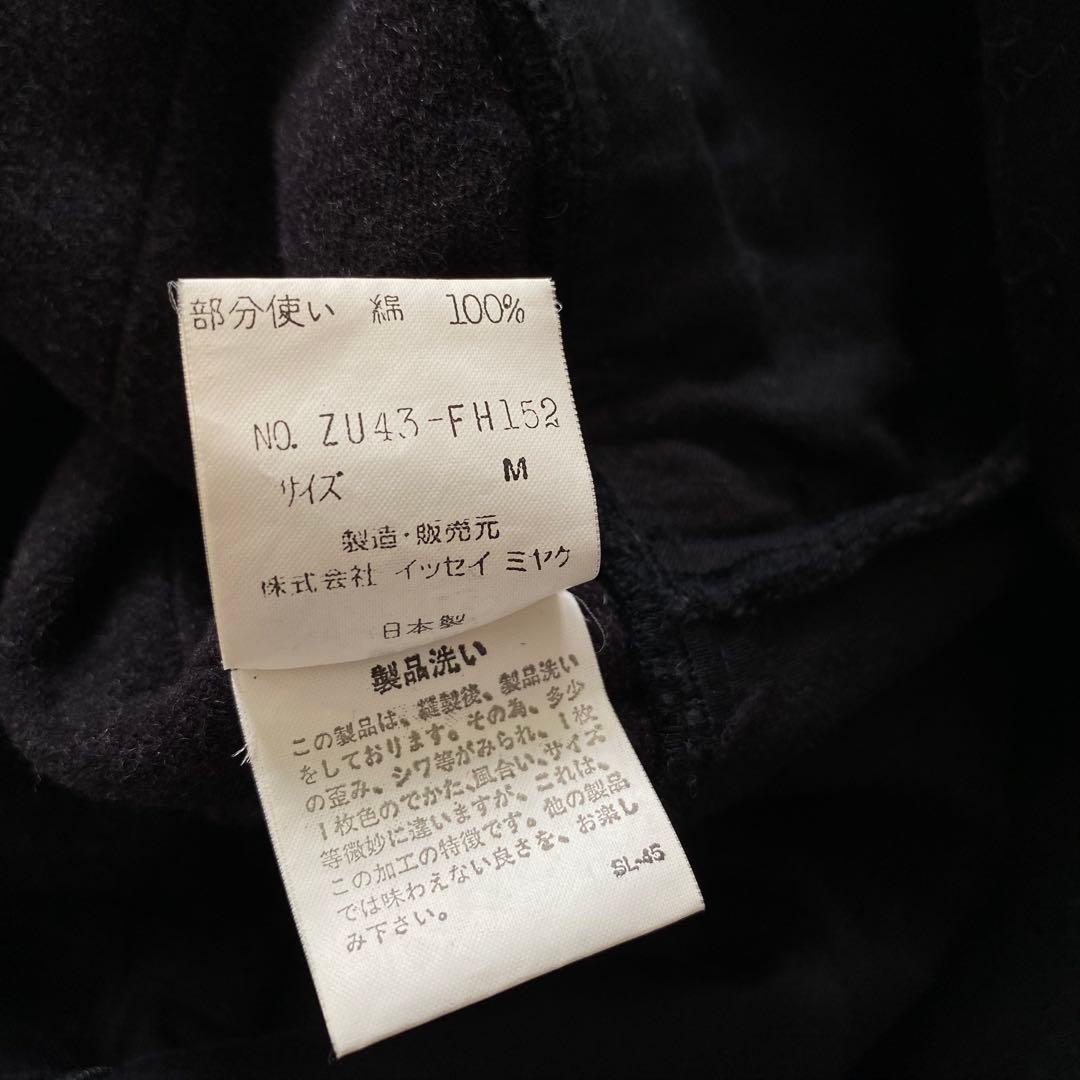 部分使い 綿 100%
NO. ZU43-FH152
サイズ M
製造・販売元
株式会社 イッセイ ミヤケ
日本製
製品洗い
この製品は、縫製後、製品洗い
をしております。その為、多少
の歪み、シワ等がみられ、1枚
1枚色のでかた、風合い、サイズ
等微妙に違いますが、これは、
この加工の特徴です。他の製品
では味わえない良さを、お楽し
み下さい。
SL-45